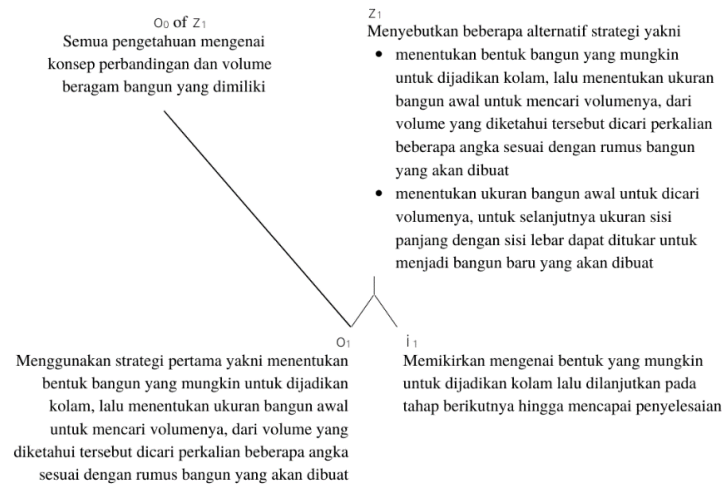 O0 of Z1
Semua pengetahuan mengenai
konsep perbandingan dan volume
beragam bangun yang dimiliki
Z1
Menyebutkan beberapa alternatif strategi yakni
• menentukan bentuk bangun yang mungkin
untuk dijadikan kolam, lalu menentukan ukuran
bangun awal untuk mencari volumenya, dari
volume yang diketahui tersebut dicari perkalian
beberapa angka sesuai dengan rumus bangun
yang akan dibuat
• menentukan ukuran bangun awal untuk dicari
volumenya, untuk selanjutnya ukuran sisi
panjang dengan sisi lebar dapat ditukar untuk
menjadi bangun baru yang akan dibuat
O1
Menggunakan strategi pertama yakni menentukan
bentuk bangun yang mungkin untuk dijadikan
kolam, lalu menentukan ukuran bangun awal
untuk mencari volumenya, dari volume yang
diketahui tersebut dicari perkalian beberapa angka
sesuai dengan rumus bangun yang akan dibuat
i1
Memikirkan mengenai bentuk yang mungkin
untuk dijadikan kolam lalu dilanjutkan pada
tahap berikutnya hingga mencapai penyelesaian